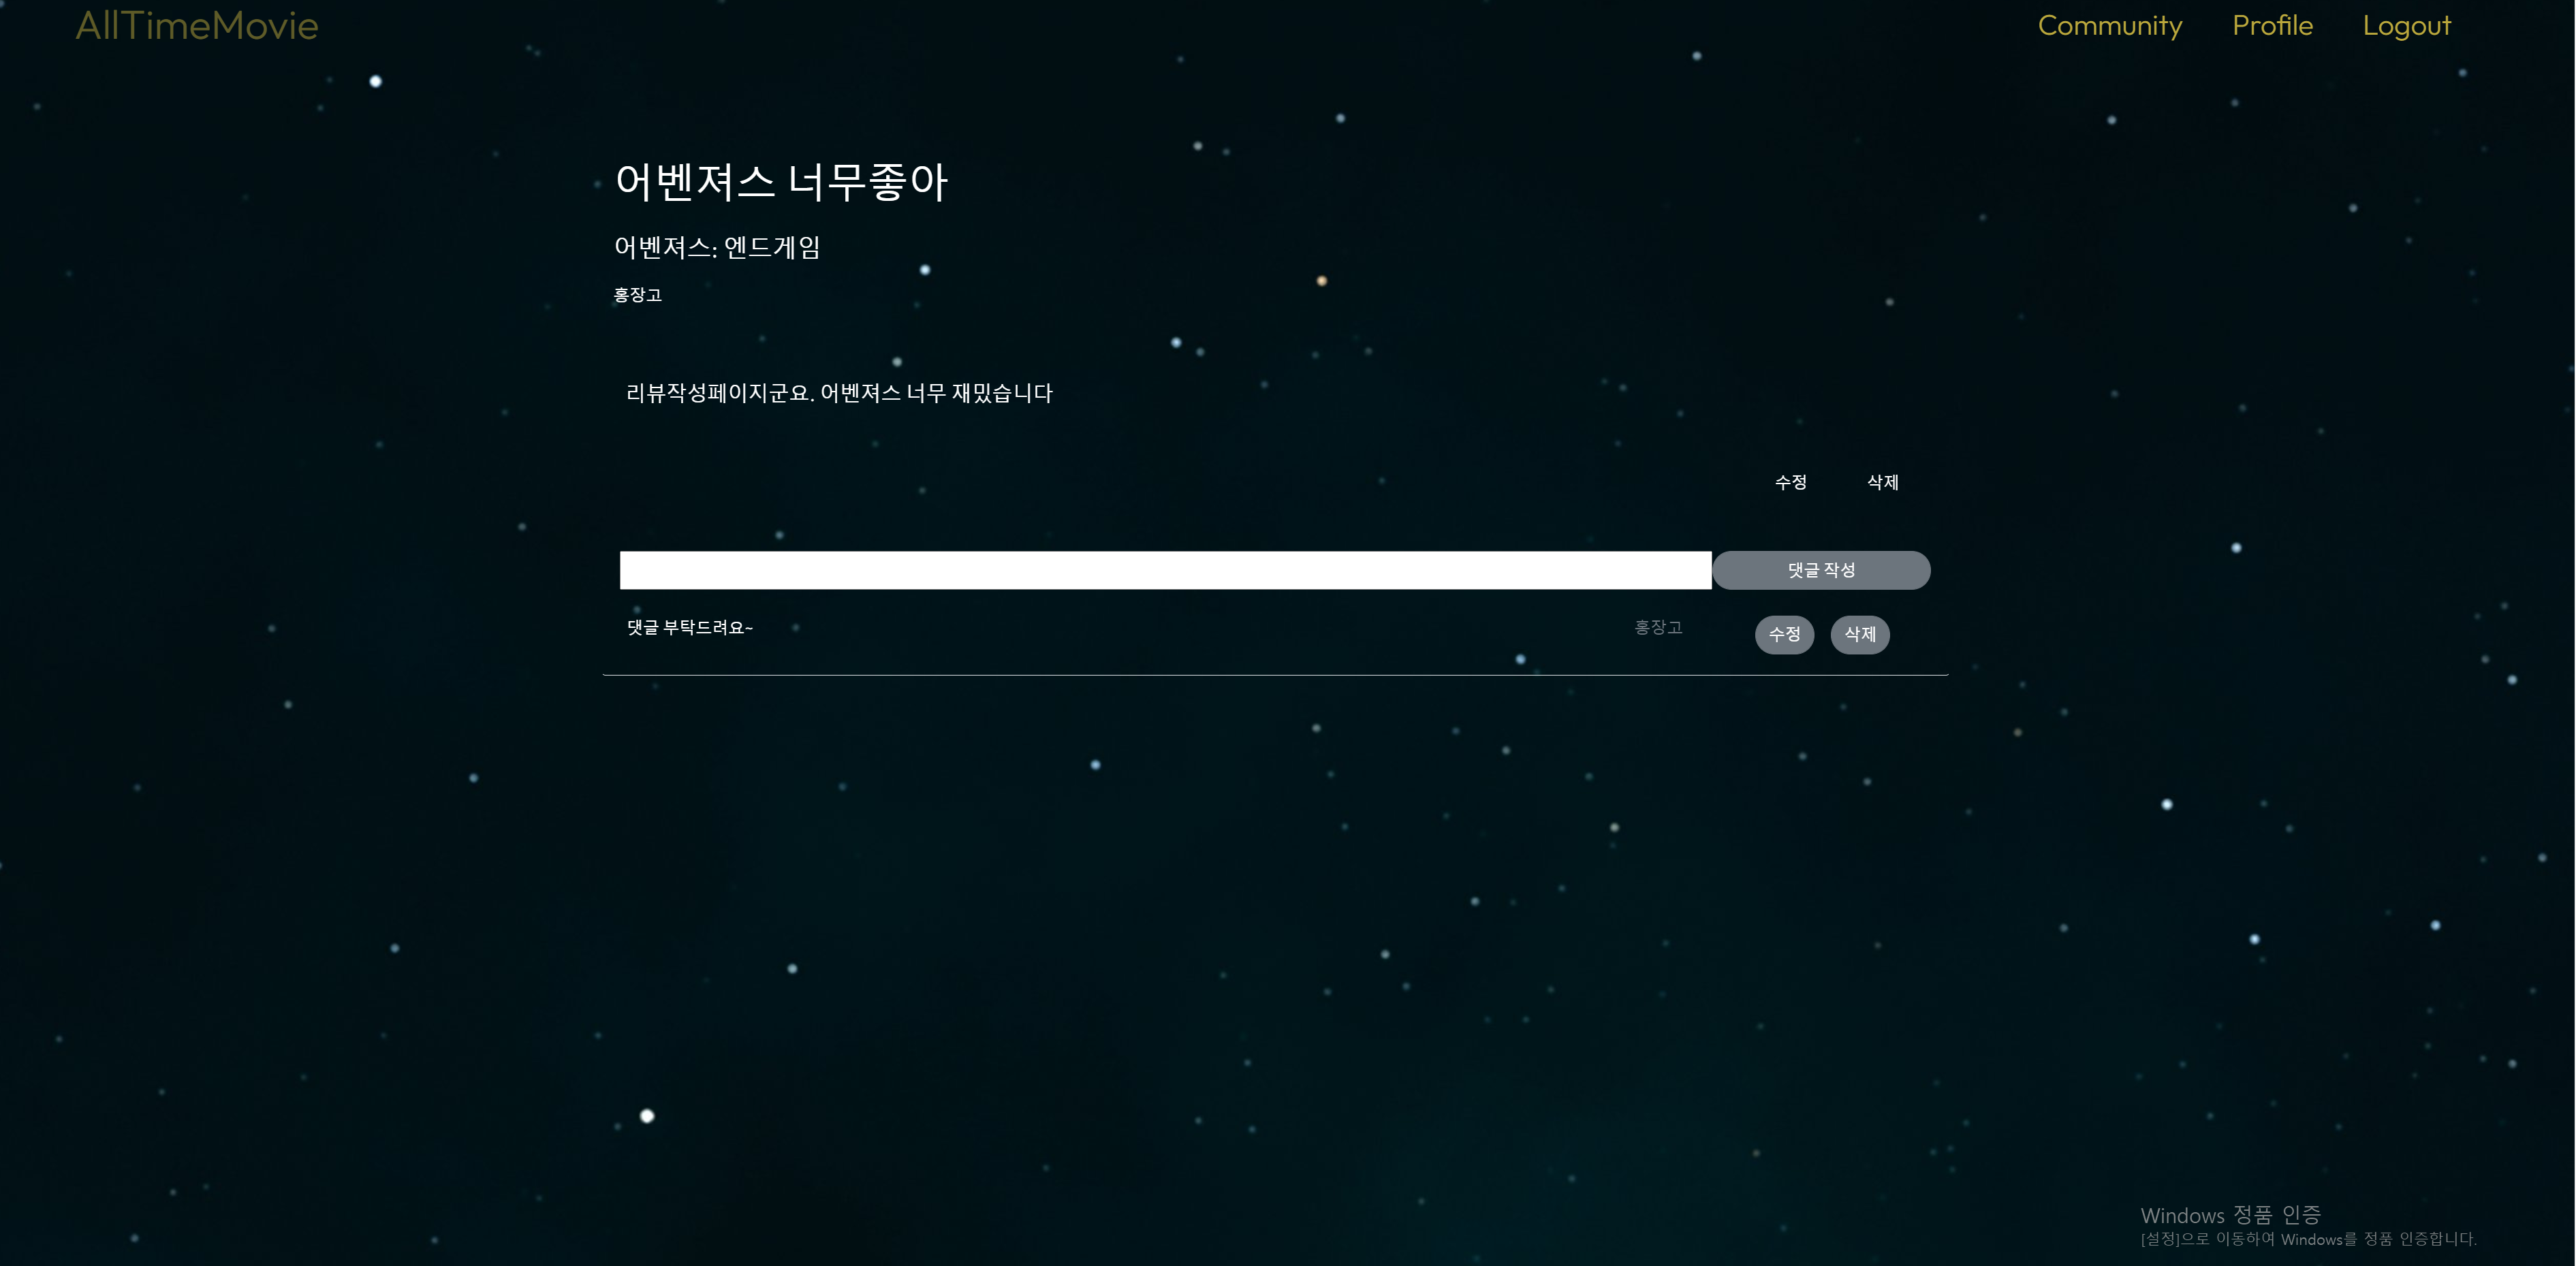 AllTimeMovie Community Profile Logout
어벤져스 너무좋아
어벤져스: 엔드게임
홍장고
리뷰작성페이지군요. 어벤져스 너무 재밌습니다
수정 삭제
댓글 작성
댓글 부탁드려요~ 홍장고 수정 삭제
Windows 정품 인증
[설정]으로 이동하여 Windows를 정품 인증합니다.